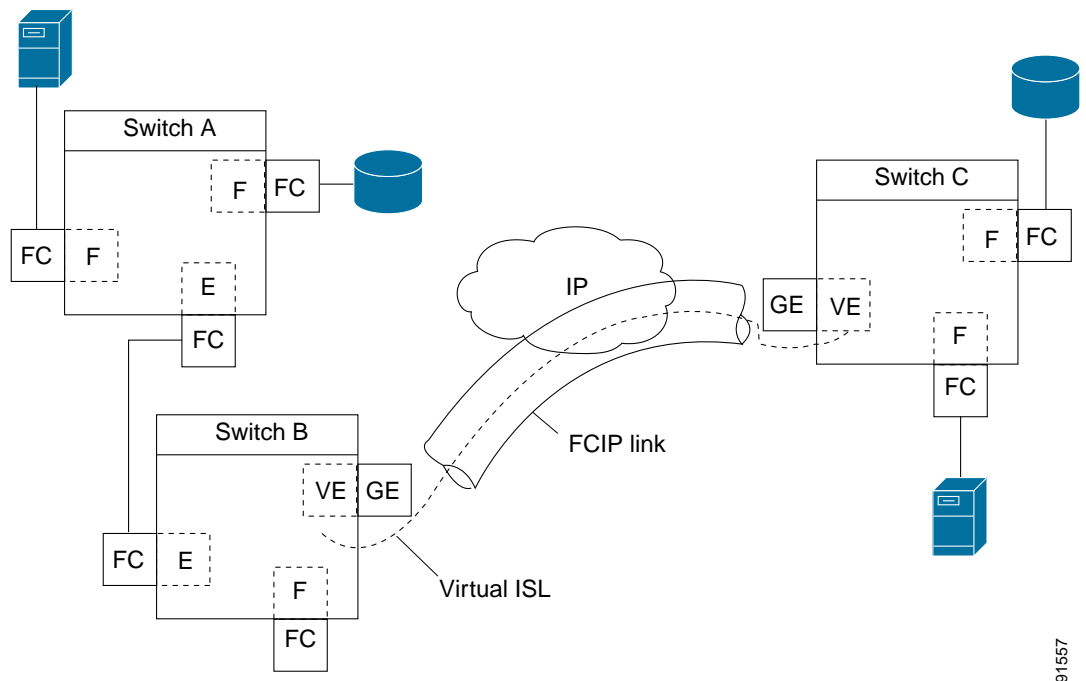 Switch A
F
FC
FC
F
E
FC
Switch B
VE
GE
FC
E
F
FC
IP
FCIP link
Virtual ISL
Switch C
F
FC
GE
VE
F
FC
91557